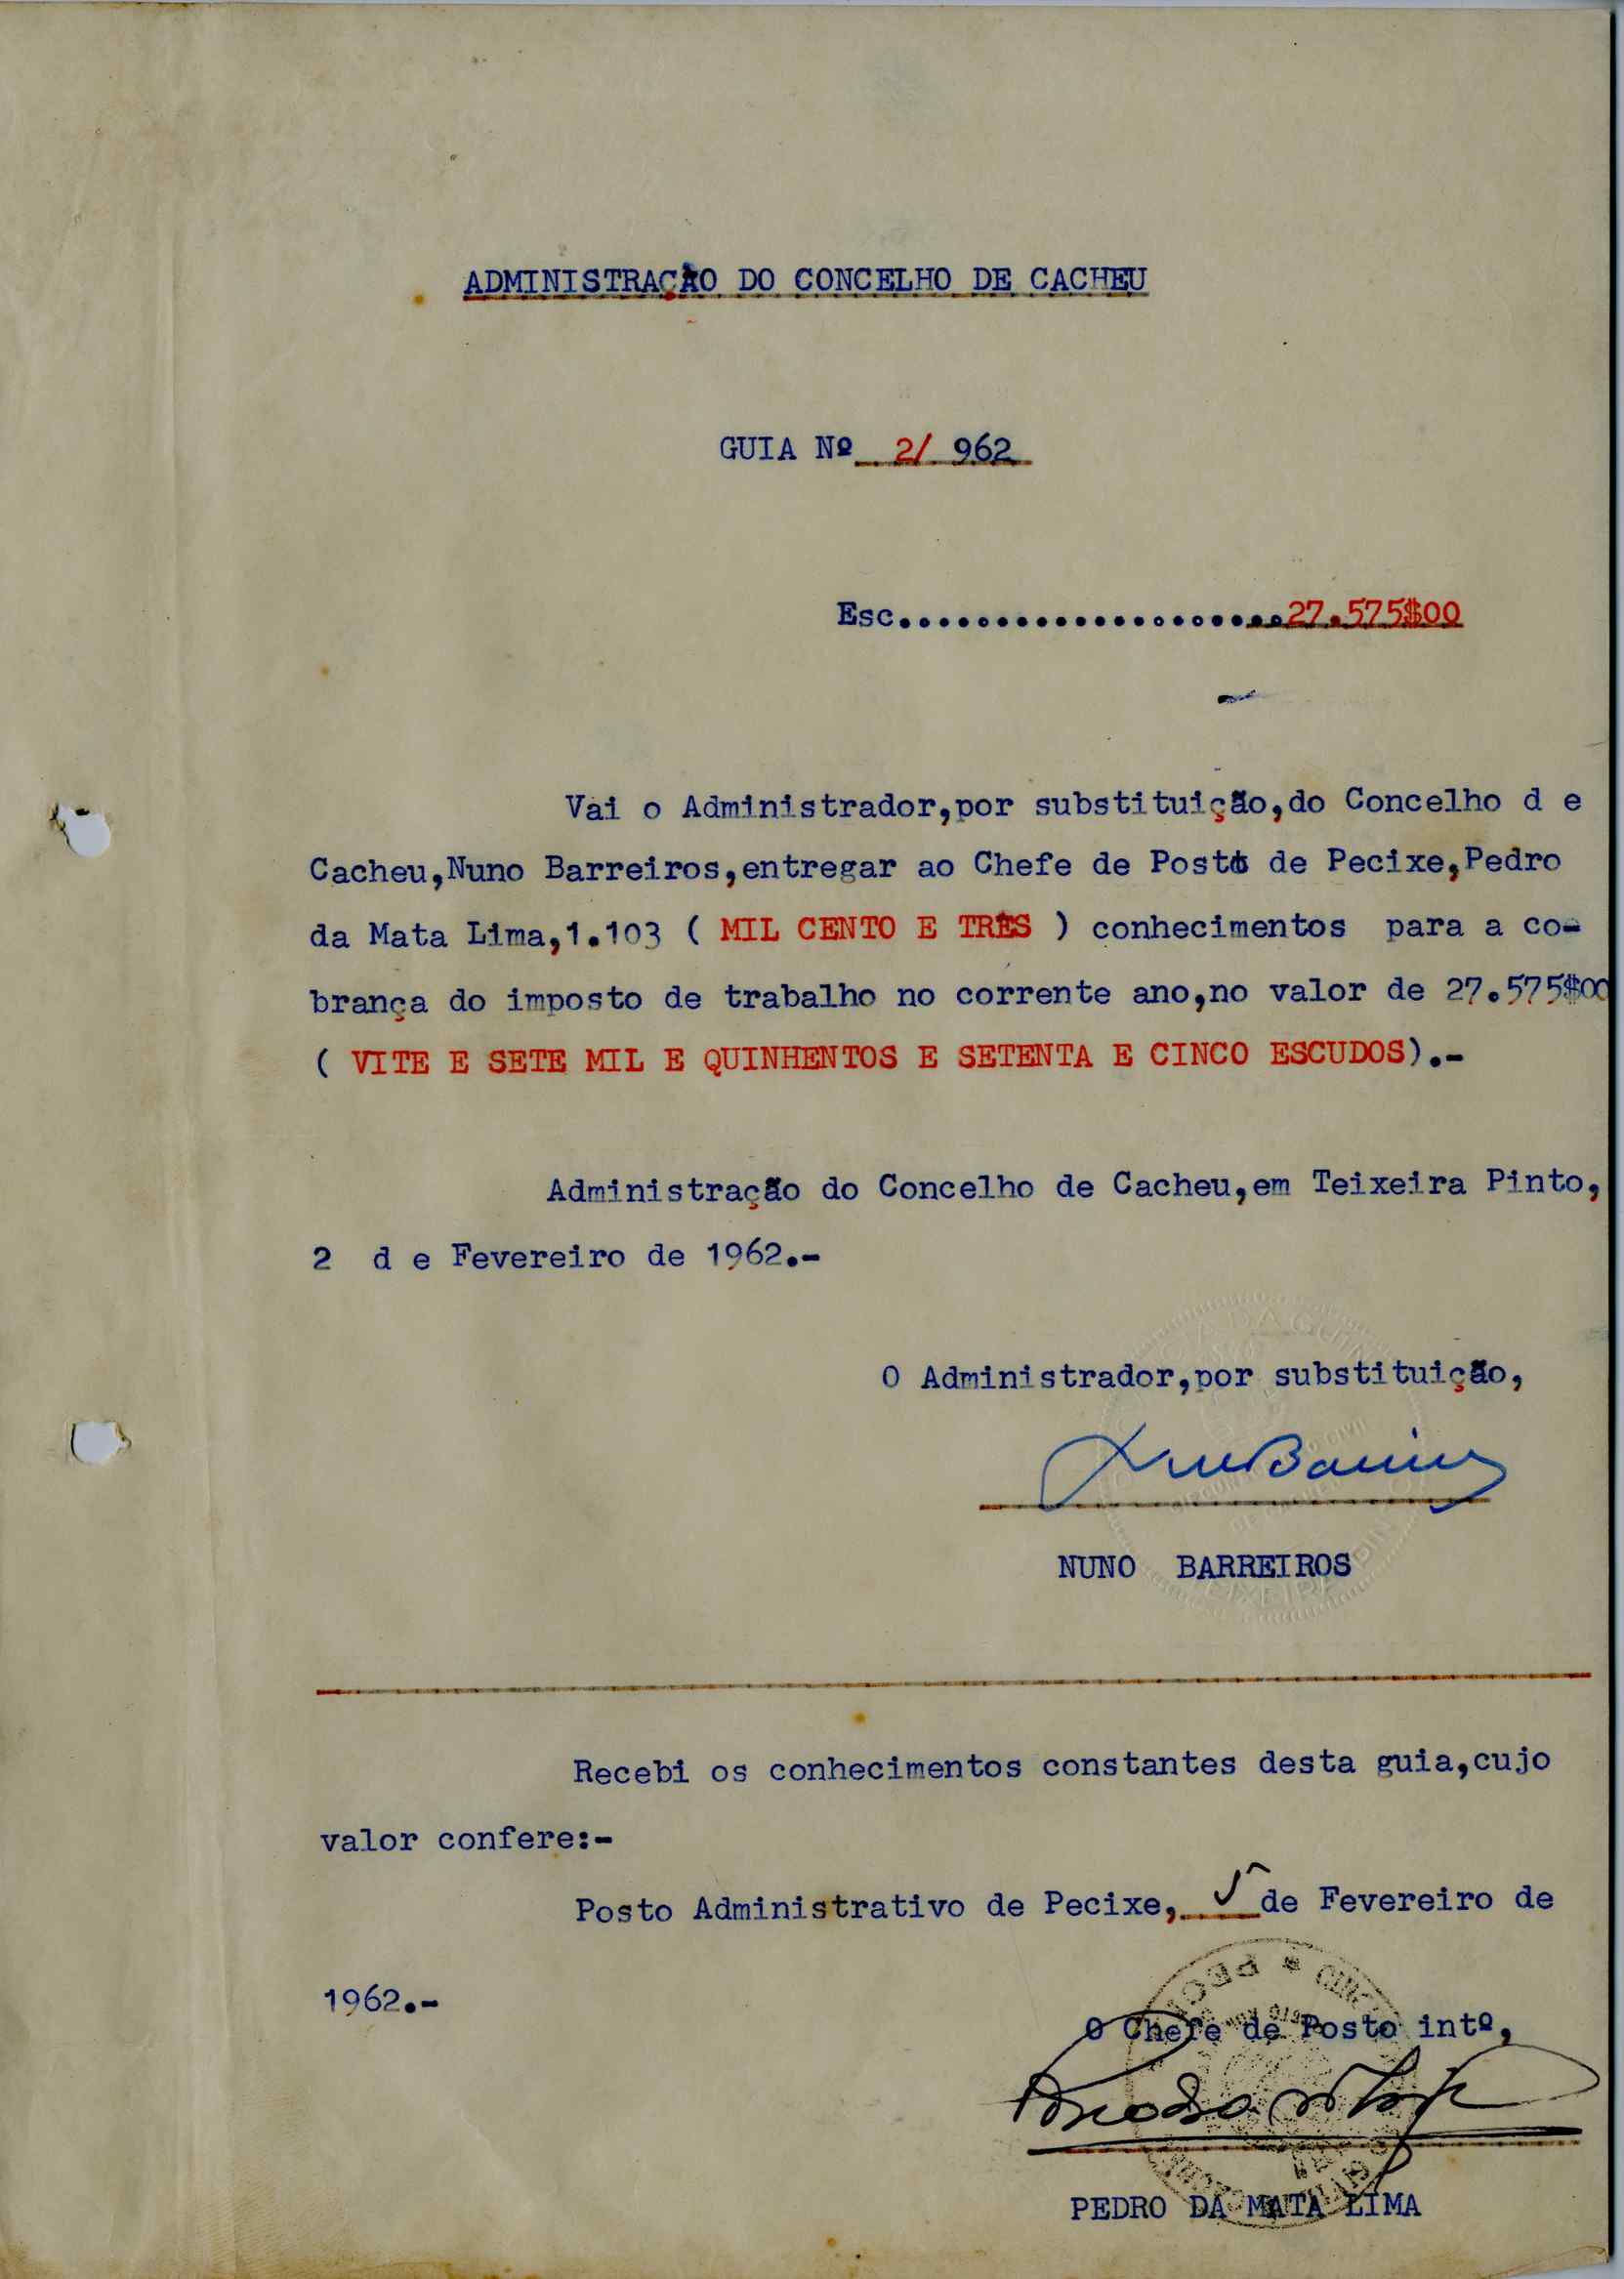 ADMINISTRAÇÃO DO CONCELHO DE CACHEU
GUIA Nº 2/ 962
Esc....................27.575$00
Vai o Administrador,por substituição,do Concelho d e
Cacheu,Nuno Barreiros,entregar ao Chefe de Posto de Pecixe,Pedro
da Mata Lima,1.103 ( MIL CENTO E TRÊS ) conhecimentos para a co-
brança do imposto de trabalho no corrente ano,no valor de 27.575$00
( VITE E SETE MIL E QUINHENTOS E SETENTA E CINCO ESCUDOS).-
Administração do Concelho de Cacheu,em Teixeira Pinto,
2 d e Fevereiro de 1962.-
O Administrador,por substituição,
NUNO BARREIROS
Recebi os conhecimentos constantes desta guia,cujo
valor confere:-
Posto Administrativo de Pecixe, 5 de Fevereiro de
1962.-
O Chefe de Posto intº,
PEDRO DA MATA LIMA